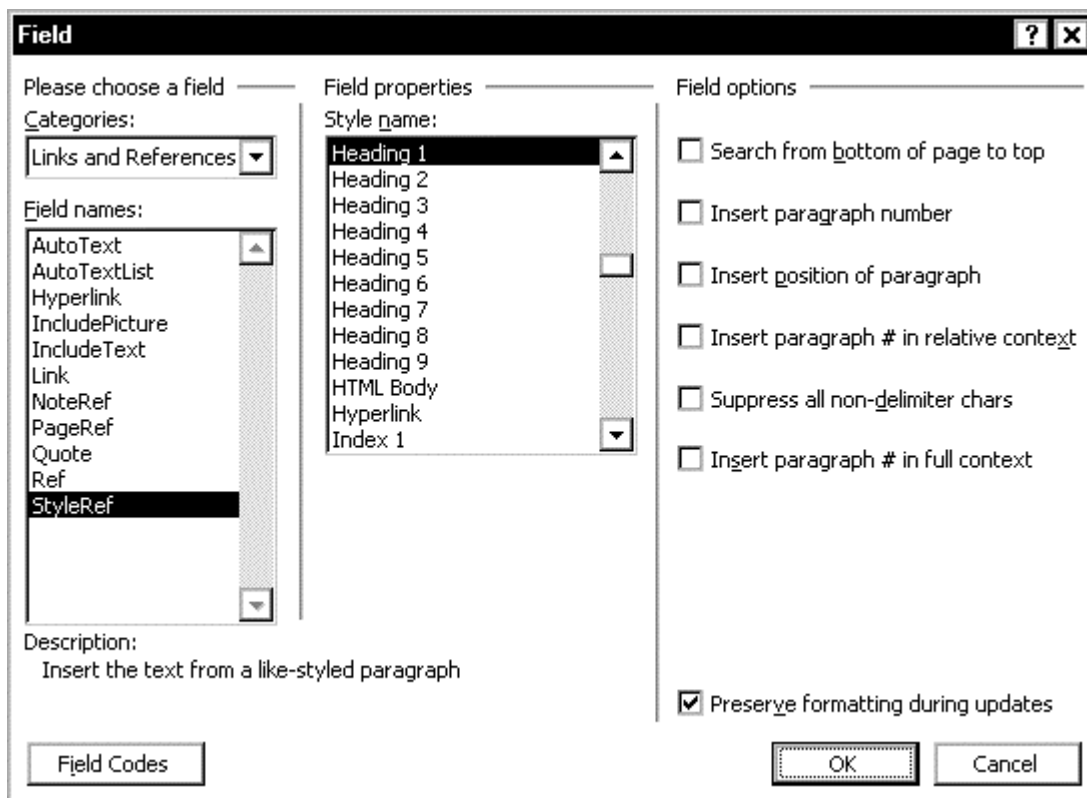 Field
Please choose a field
Categories:
Links and References
Field names:
AutoText
AutoTextList
Hyperlink
IncludePicture
IncludeText
Link
NoteRef
PageRef
Quote
Ref
StyleRef
Description:
Insert the text from a like-styled paragraph
Field properties
Style name:
Heading 1
Heading 2
Heading 3
Heading 4
Heading 5
Heading 6
Heading 7
Heading 8
Heading 9
HTML Body
Hyperlink
Index 1
Field options
Search from bottom of page to top
Insert paragraph number
Insert position of paragraph
Insert paragraph # in relative context
Suppress all non-delimiter chars
Insert paragraph # in full context
Preserve formatting during updates
Field Codes
OK
Cancel